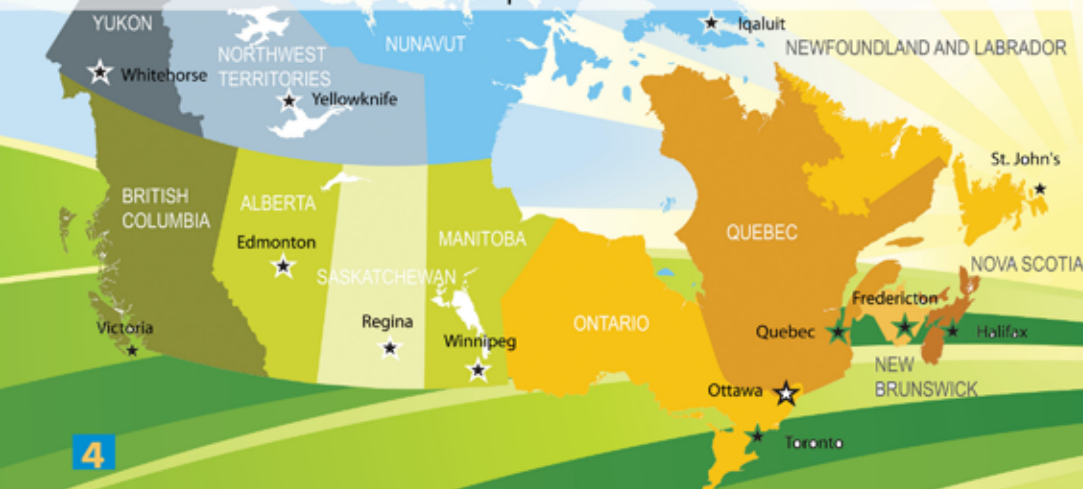 YUKON
Iqaluit
NUNAVUT
NEWFOUNDLAND AND LABRADOR
NORTHWEST
TERRITORIES
Whitehorse
Yellowknife
St. John's
BRITISH
COLUMBIA
ALBERTA
QUEBEC
MANITOBA
Edmonton
NOVA SCOTIA
SASKATCHEWAN
Fredericton
Regina
ONTARIO
Victoria
Quebec
Halifax
Winnipeg
NEW
BRUNSWICK
Ottawa
Toronto
4